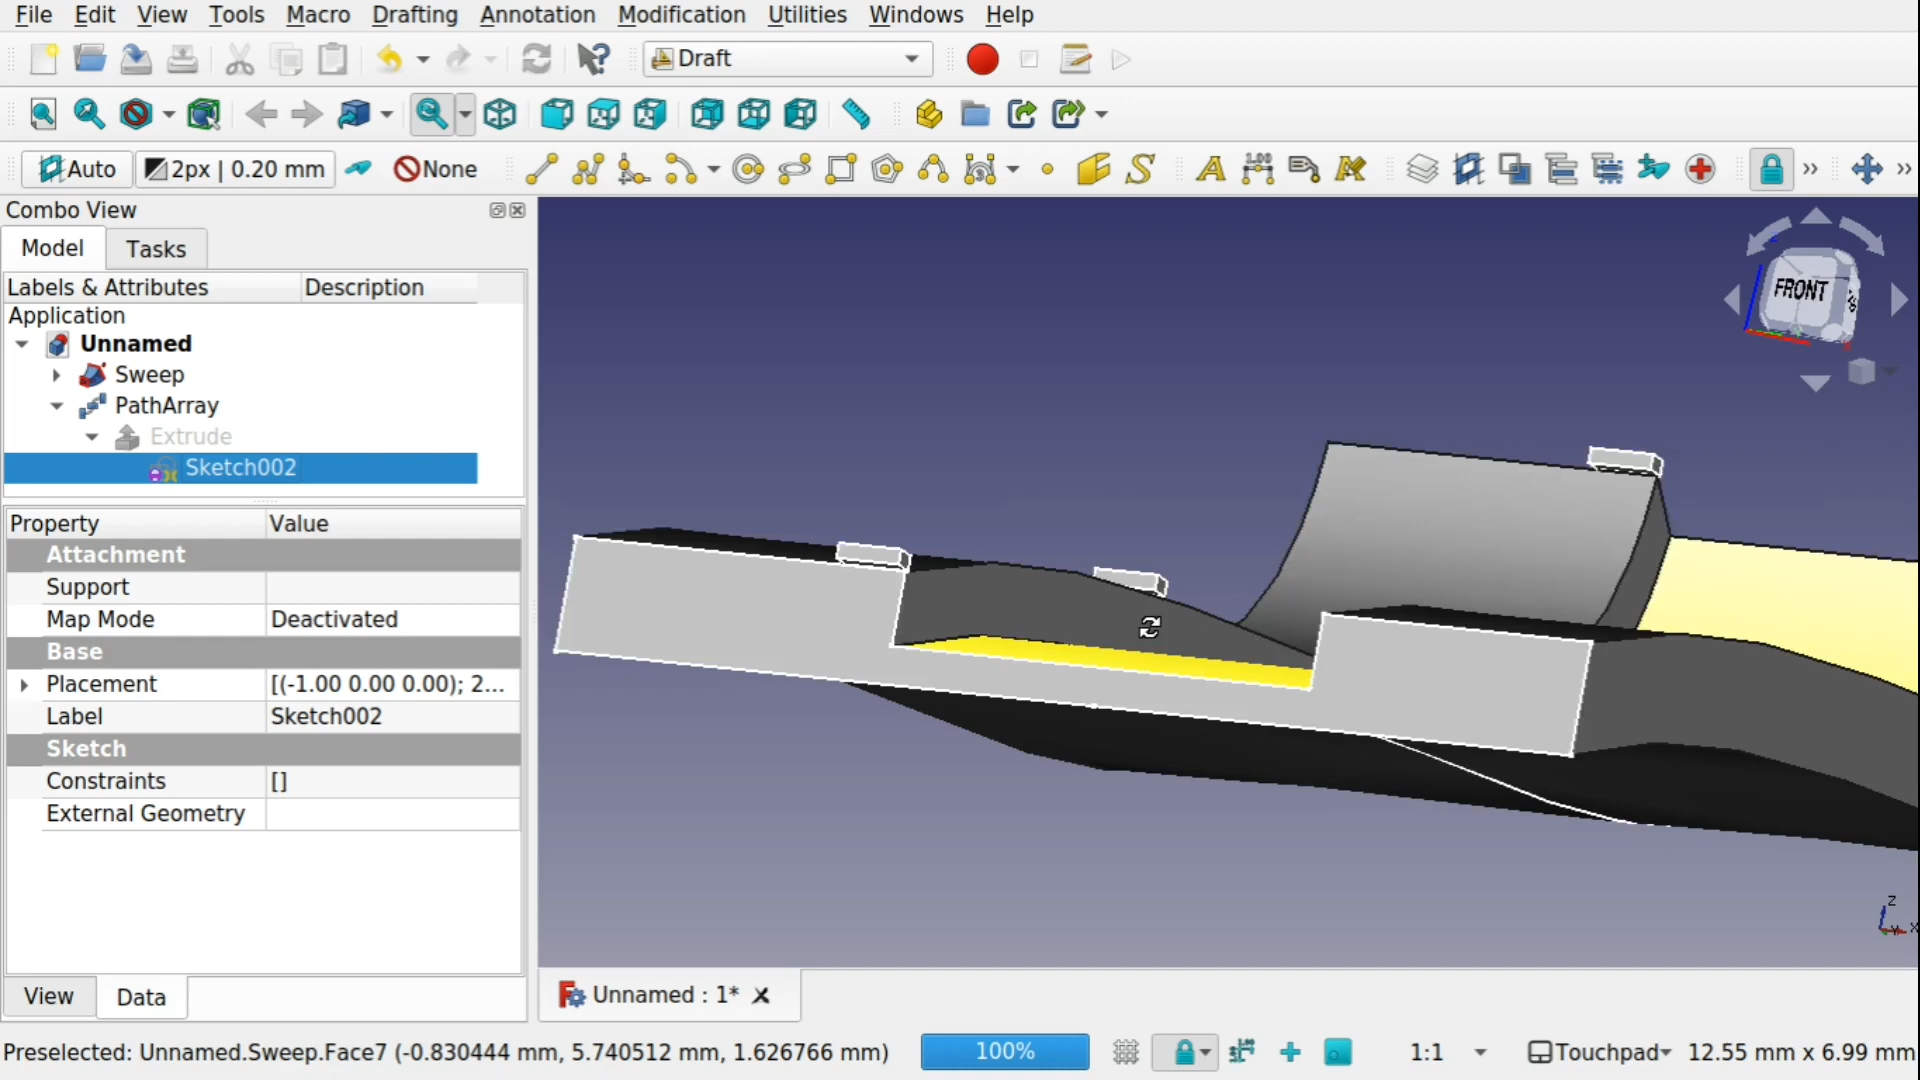 File Edit View Tools Macro Drafting Annotation Modification Utilities Windows Help
Draft
Auto 2px | 0.20 mm None
Combo View
Model Tasks
Labels & Attributes Description
Application
Unnamed
Sweep
PathArray
Extrude
Sketch002
Property Value
Attachment
Support
Map Mode Deactivated
Base
Placement [(-1.00 0.00 0.00); 2...
Label Sketch002
Sketch
Constraints []
External Geometry
View Data
FRONT
Z
X
Unnamed : 1*
Preselected: Unnamed.Sweep.Face7 (-0.830444 mm, 5.740512 mm, 1.626766 mm) 100% 1:1 Touchpad 12.55 mm x 6.99 mm